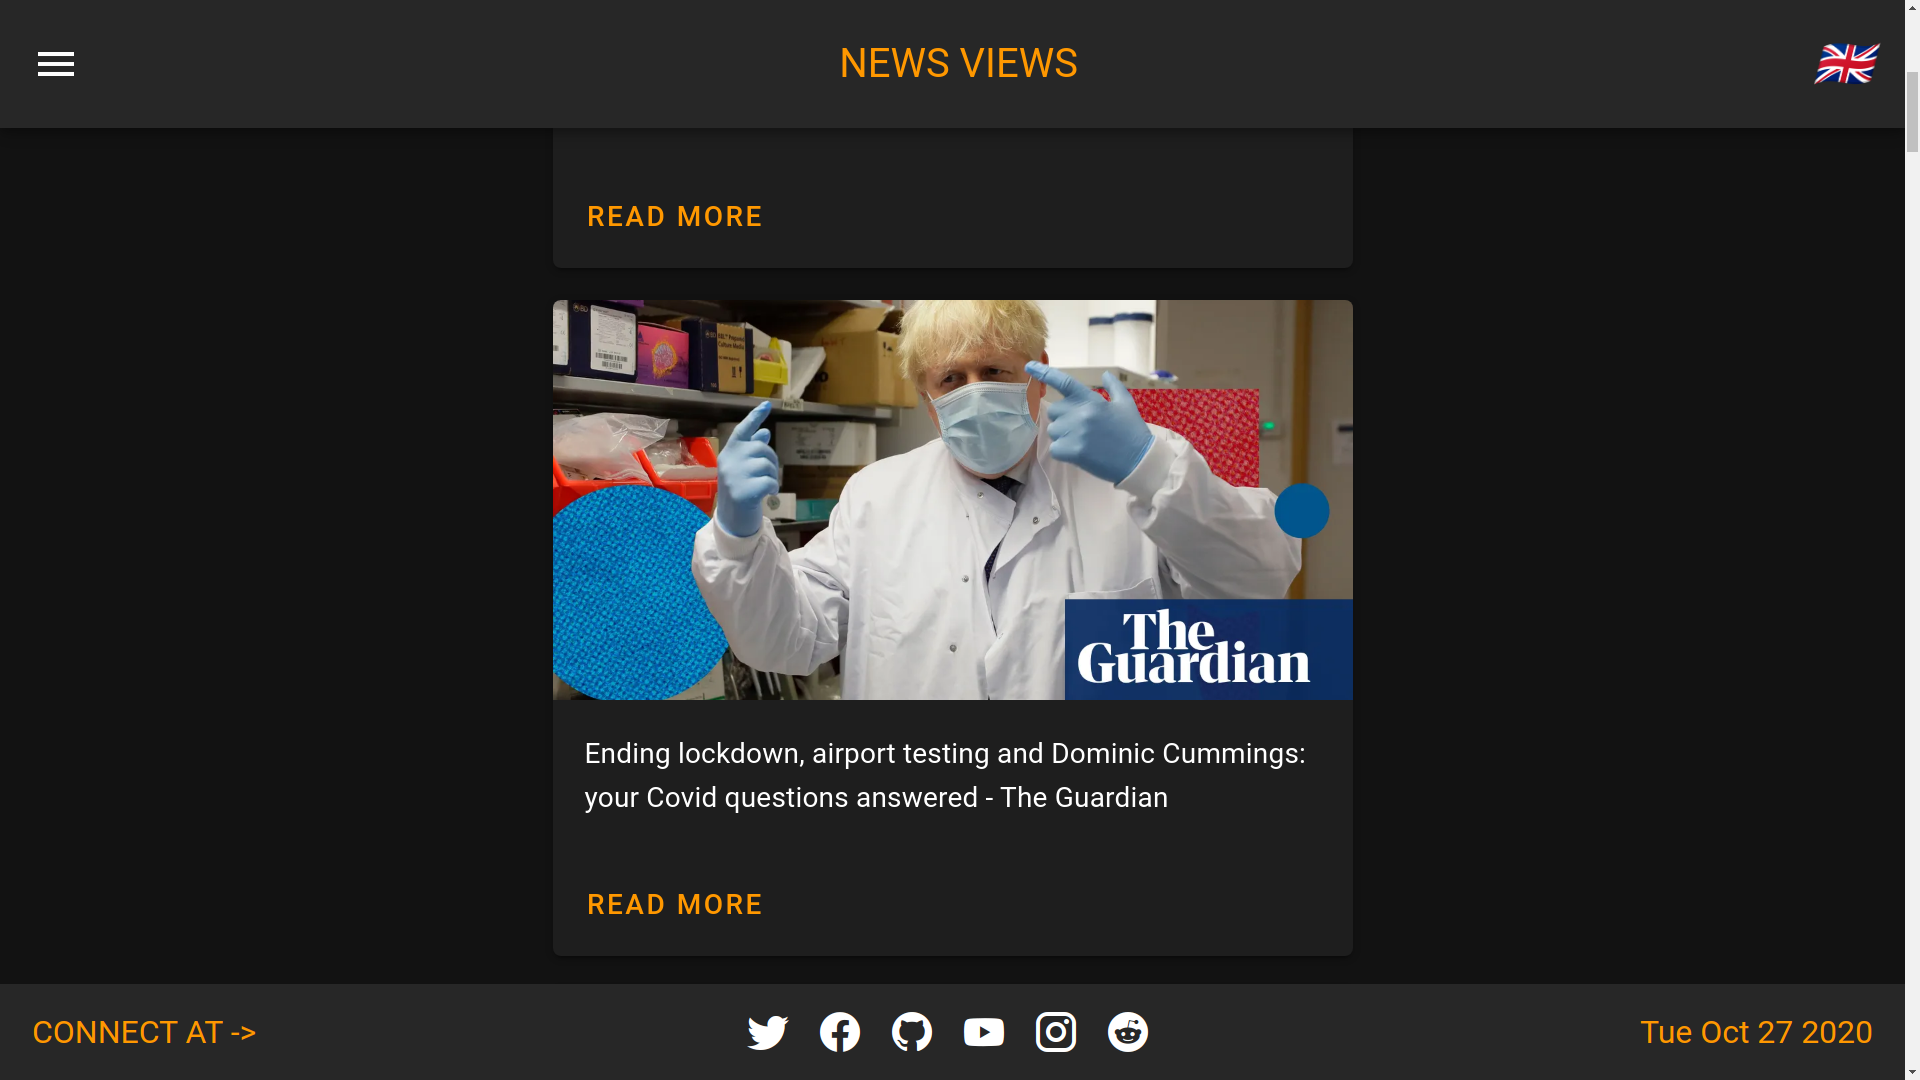 NEWS VIEWS
READ MORE
The
Guardian
Ending lockdown, airport testing and Dominic Cummings:
your Covid questions answered - The Guardian
READ MORE
CONNECT AT ->
Tue Oct 27 2020